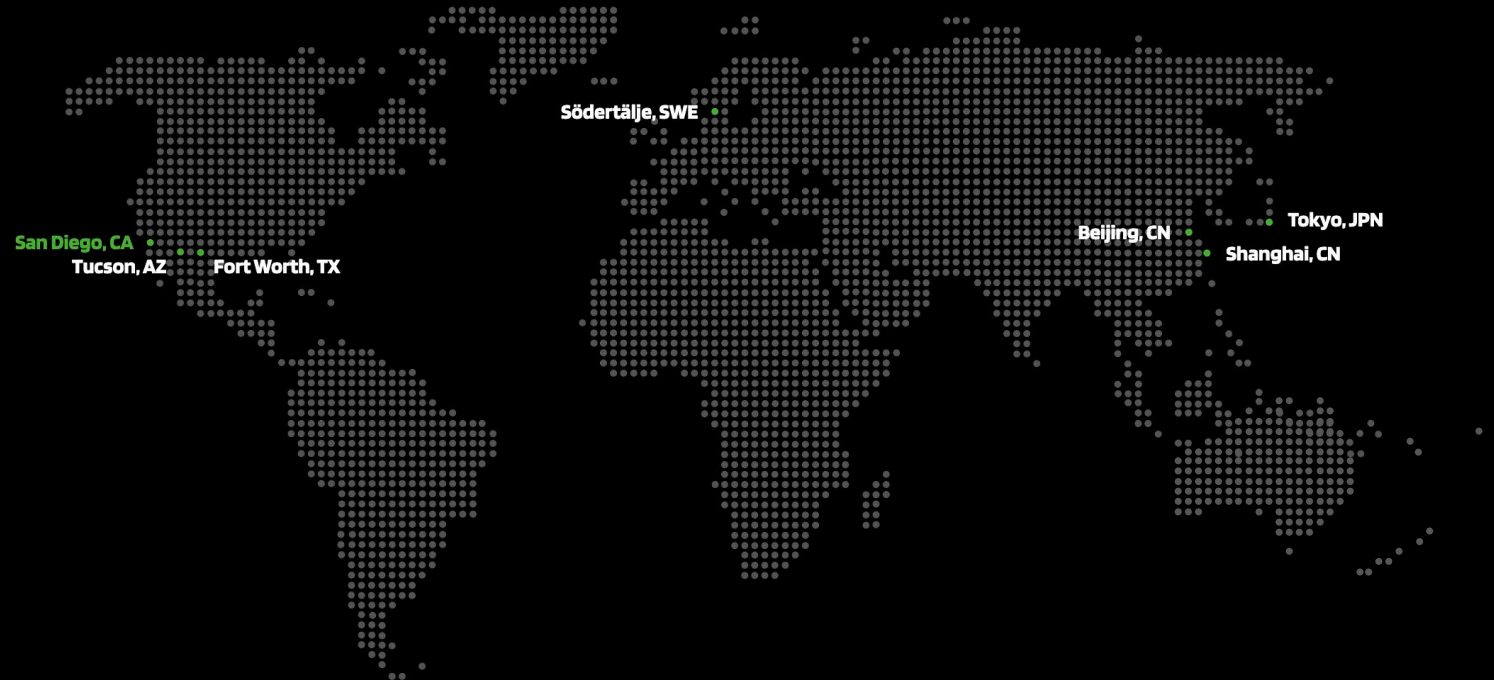 Södertälje, SWE
Tokyo, JPN
Beijing, CN
San Diego, CA
Shanghai, CN
Tucson, AZ
Fort Worth, TX